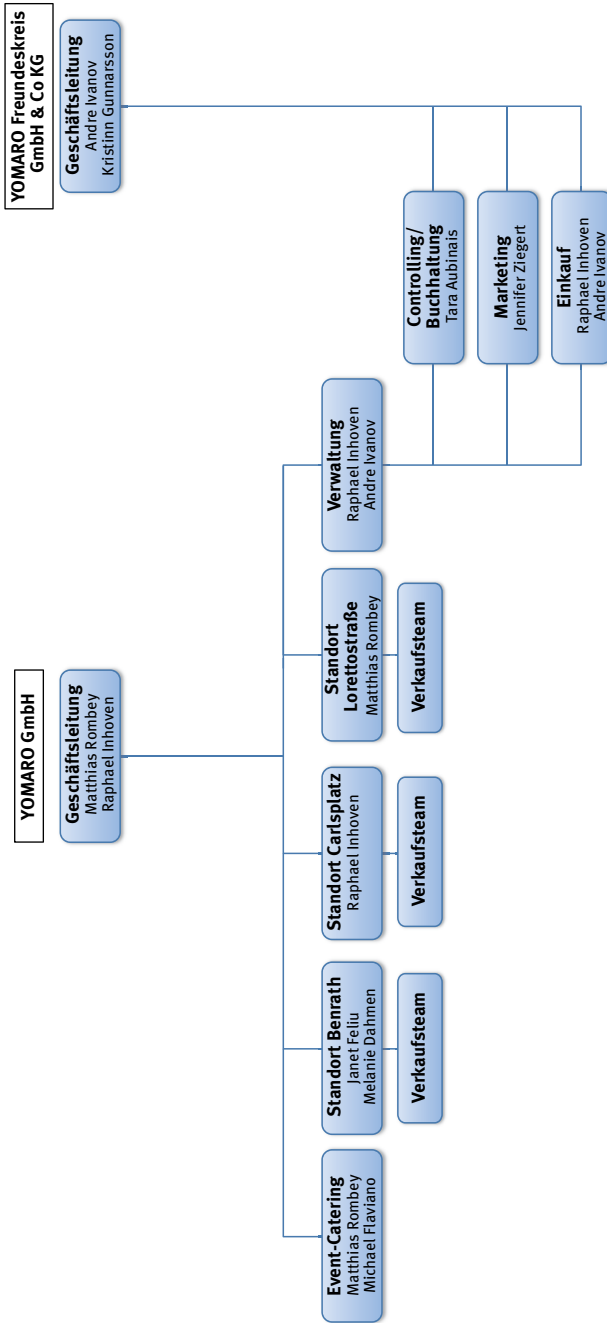 YOMARO GmbH
YOMARO Freundeskreis
GmbH & Co KG
Geschäftsleitung
Matthias Rombey
Raphael Inhoven
Geschäftsleitung
Andre Ivanov
Kristinn Gunnarsson
Event-Catering
Matthias Rombey
Michael Flaviano
Standort Benrath
Janet Feliu
Melanie Dahmen
Standort Carlsplatz
Raphael Inhoven
Standort
Lorettostraße
Matthias Rombey
Verwaltung
Raphael Inhoven
Andre Ivanov
Verkaufsteam
Verkaufsteam
Verkaufsteam
Controlling/
Buchhaltung
Tara Aubinais
Marketing
Jennifer Ziegert
Einkauf
Raphael Inhoven
Andre Ivanov